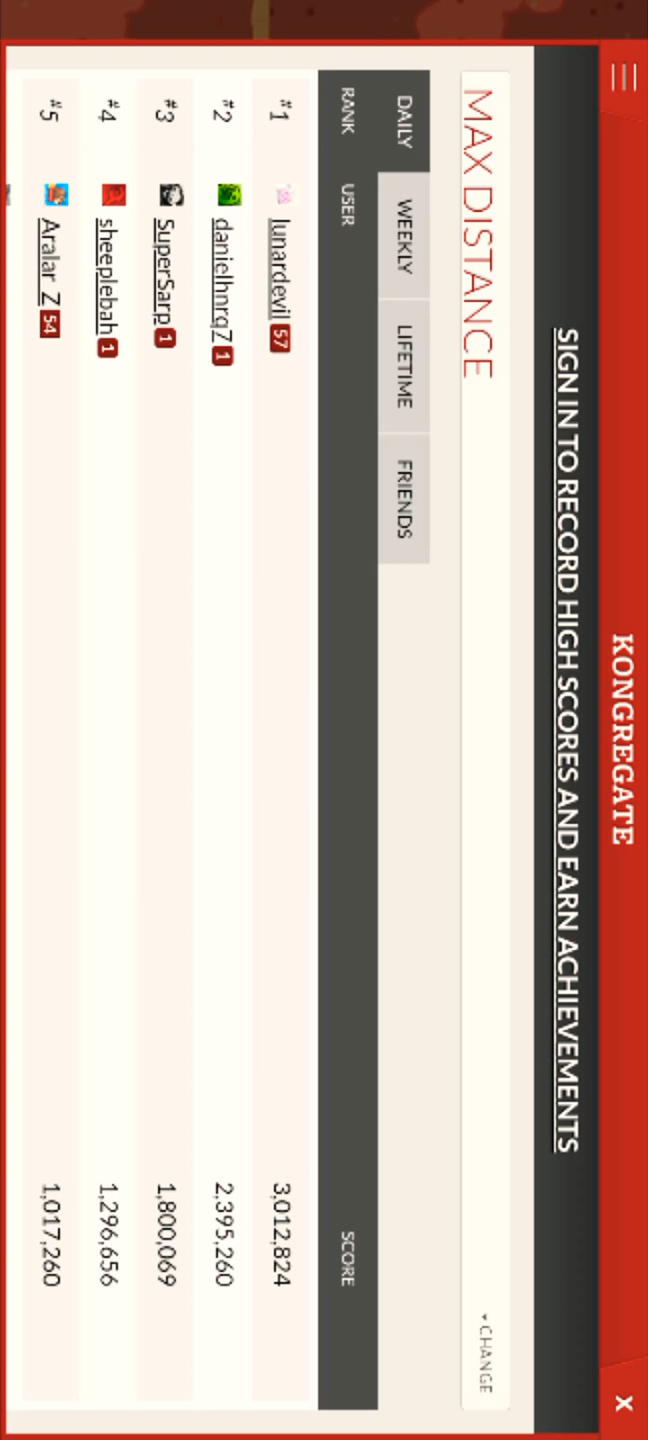 KONGREGATE
X
SIGN IN TO RECORD HIGH SCORES AND EARN ACHIEVEMENTS
MAX DISTANCE
CHANGE
DAILY WEEKLY LIFETIME FRIENDS
RANK USER SCORE
#1 lunardevil 57 3,012,824
#2 danielhnrqZ 1 2,395,260
#3 SuperSarp 1 1,800,069
#4 sheeplebah 1 1,296,656
#5 Aralar_Z 54 1,017,260